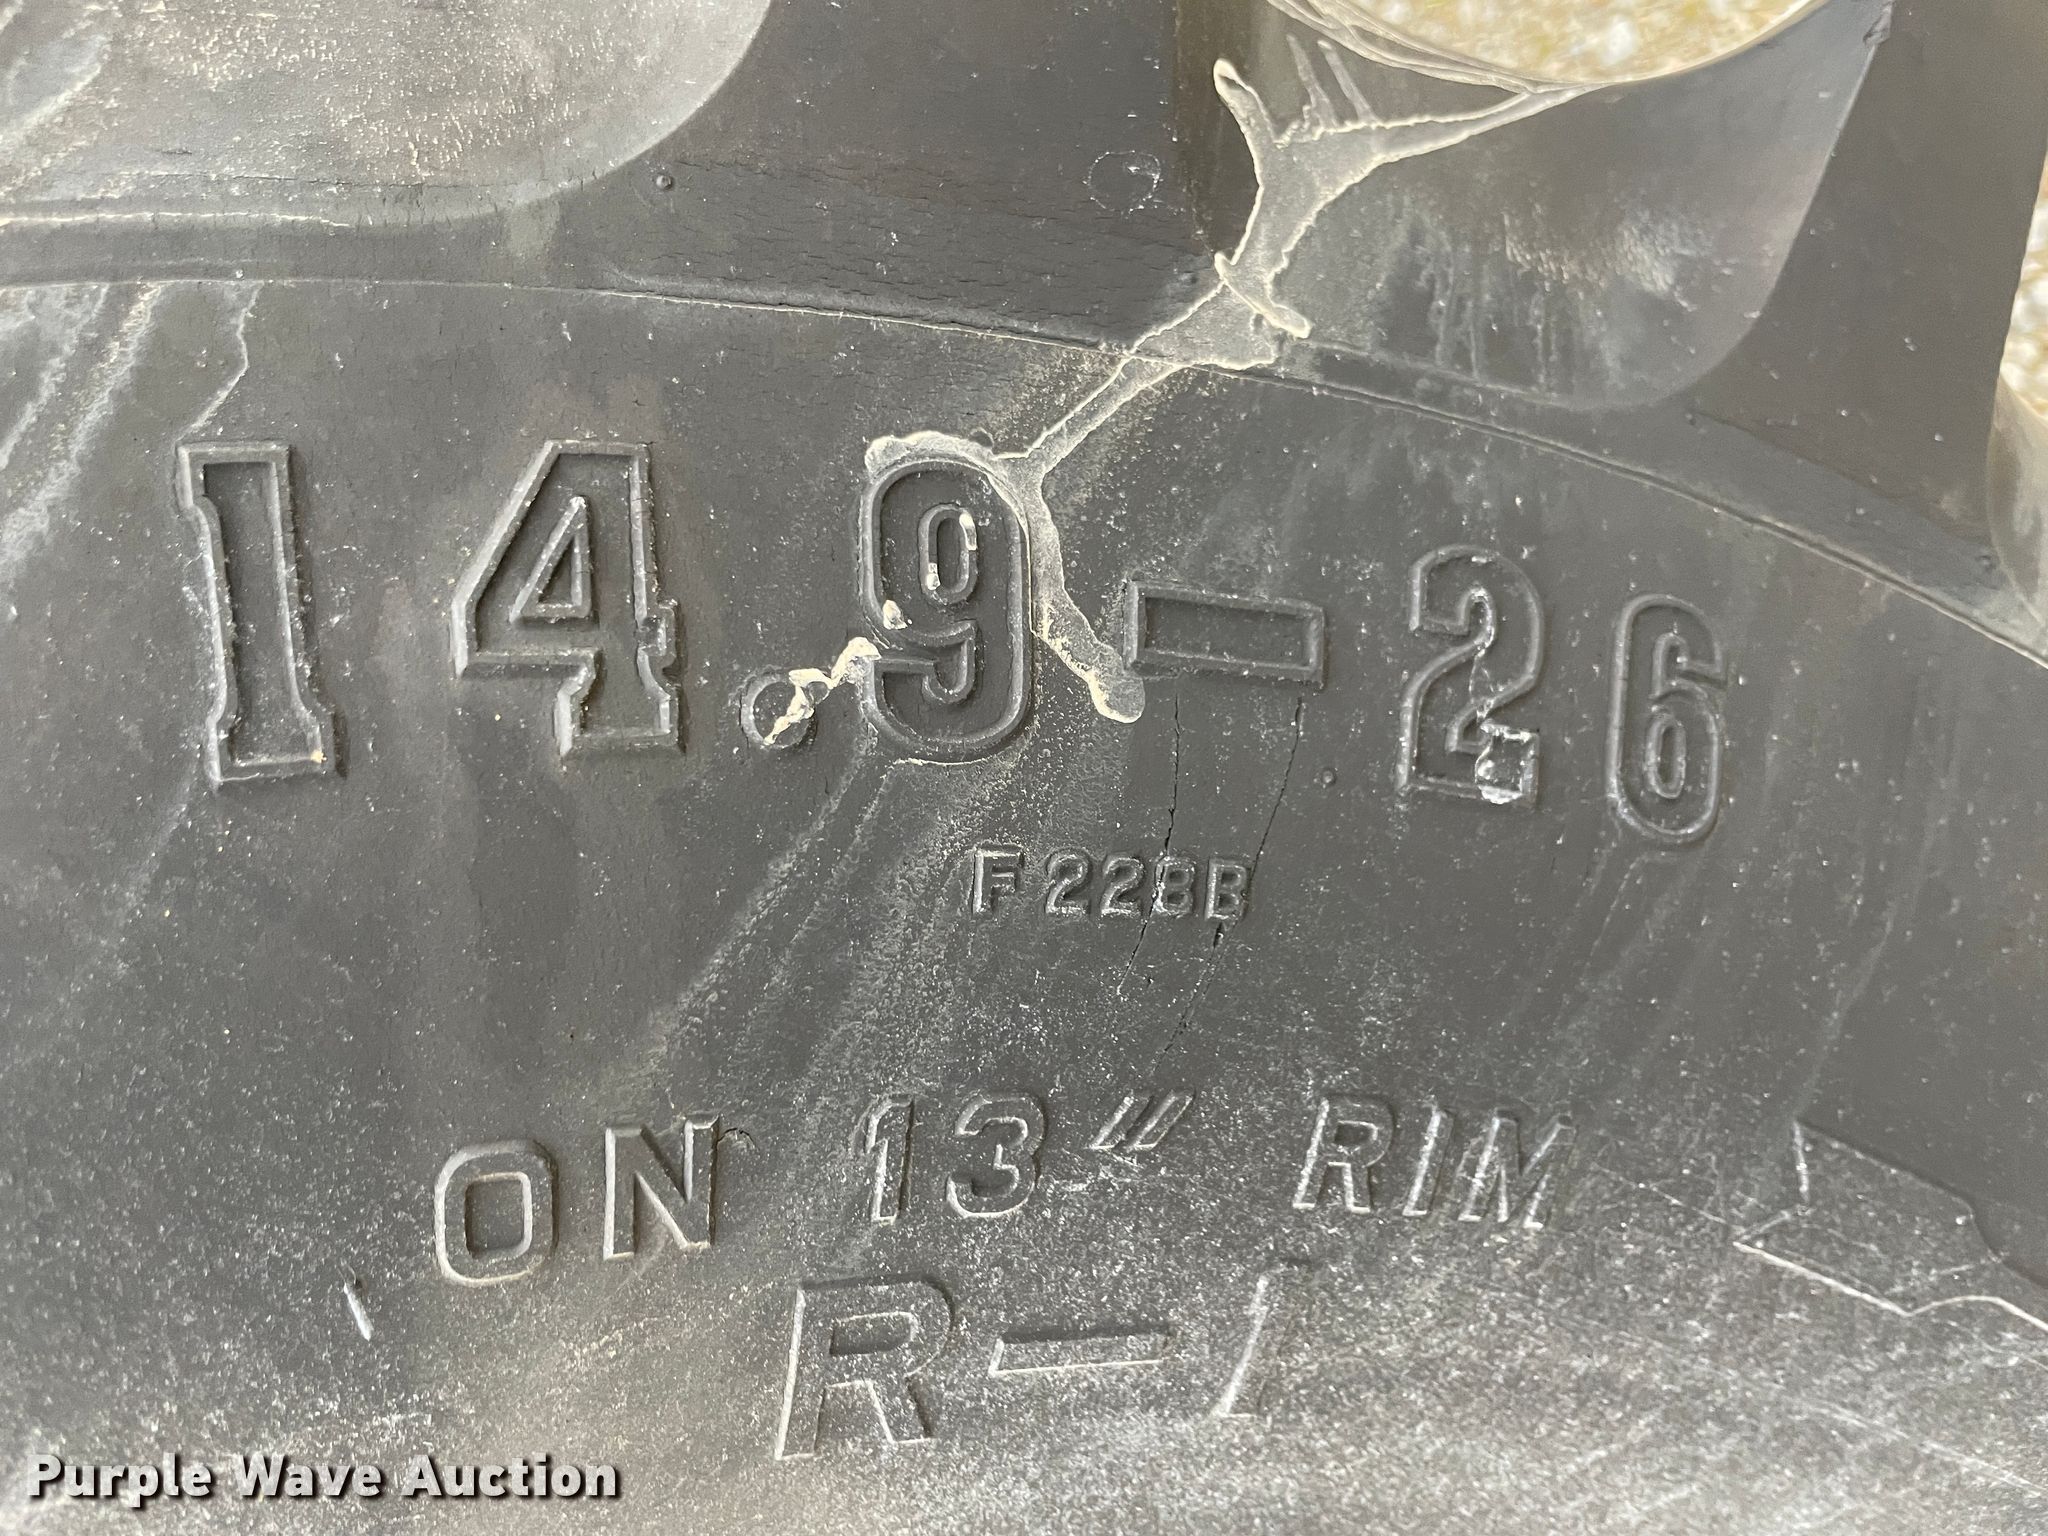 14.9-26
F228B
ON 13" RIM
R-1
Purple Wave Auction